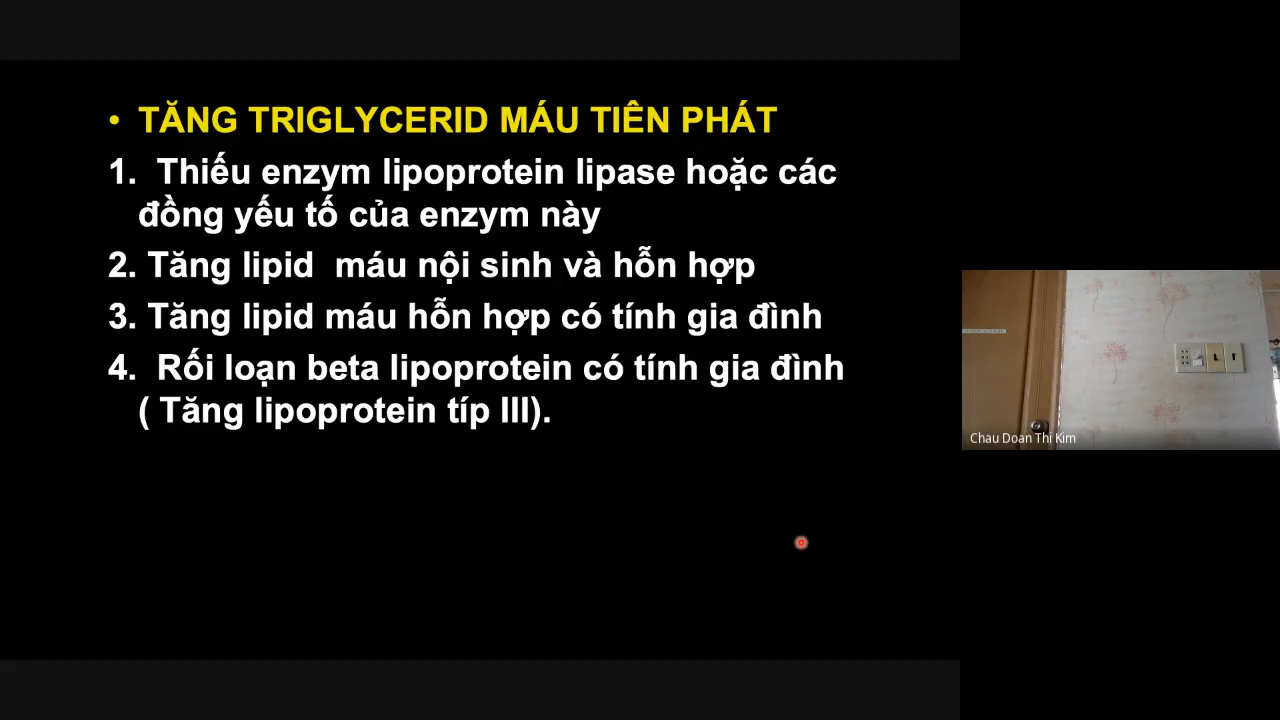 • TĂNG TRIGLYCERID MÁU TIÊN PHÁT
1. Thiếu enzym lipoprotein lipase hoặc các
đồng yếu tố của enzym này
2. Tăng lipid máu nội sinh và hỗn hợp
3. Tăng lipid máu hỗn hợp có tính gia đình
4. Rối loạn beta lipoprotein có tính gia đình
( Tăng lipoprotein típ III).
Chau Doan Thi Kim